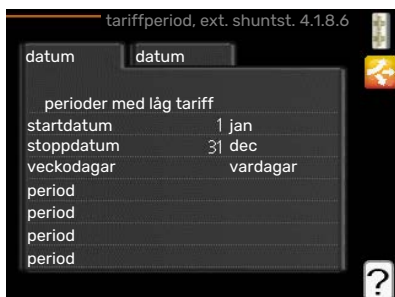 tariffperiod, ext. shuntst. 4.1.8.6
datum datum
perioder med låg tariff
startdatum 1 jan
stoppdatum 31 dec
veckodagar vardagar
period
period
period
period
?